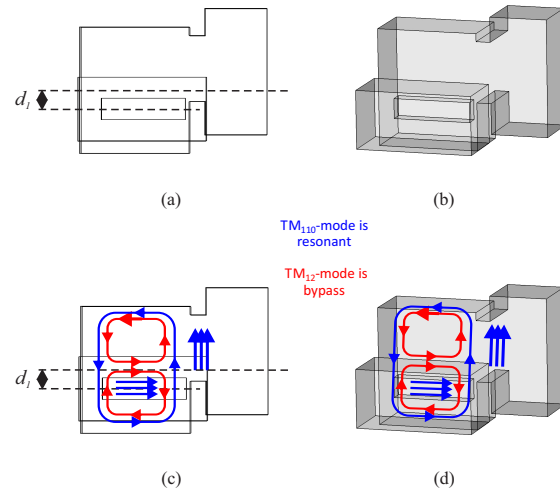 d1
(a)
(b)
TM110-mode is
resonant
TM12-mode is
bypass
d1
(c)
(d)